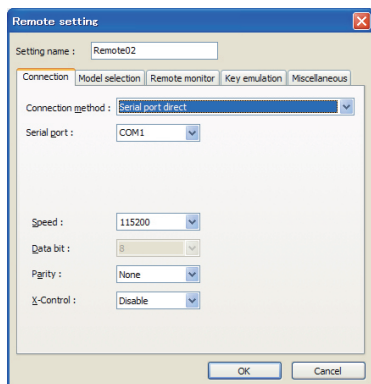 Remote setting
Setting name : Remote02
Connection Model selection Remote monitor Key emulation Miscellaneous
Connection method : Serial port direct
Serial port : COM1
Speed : 115200
Data bit : 8
Parity : None
X-Control : Disable
OK Cancel